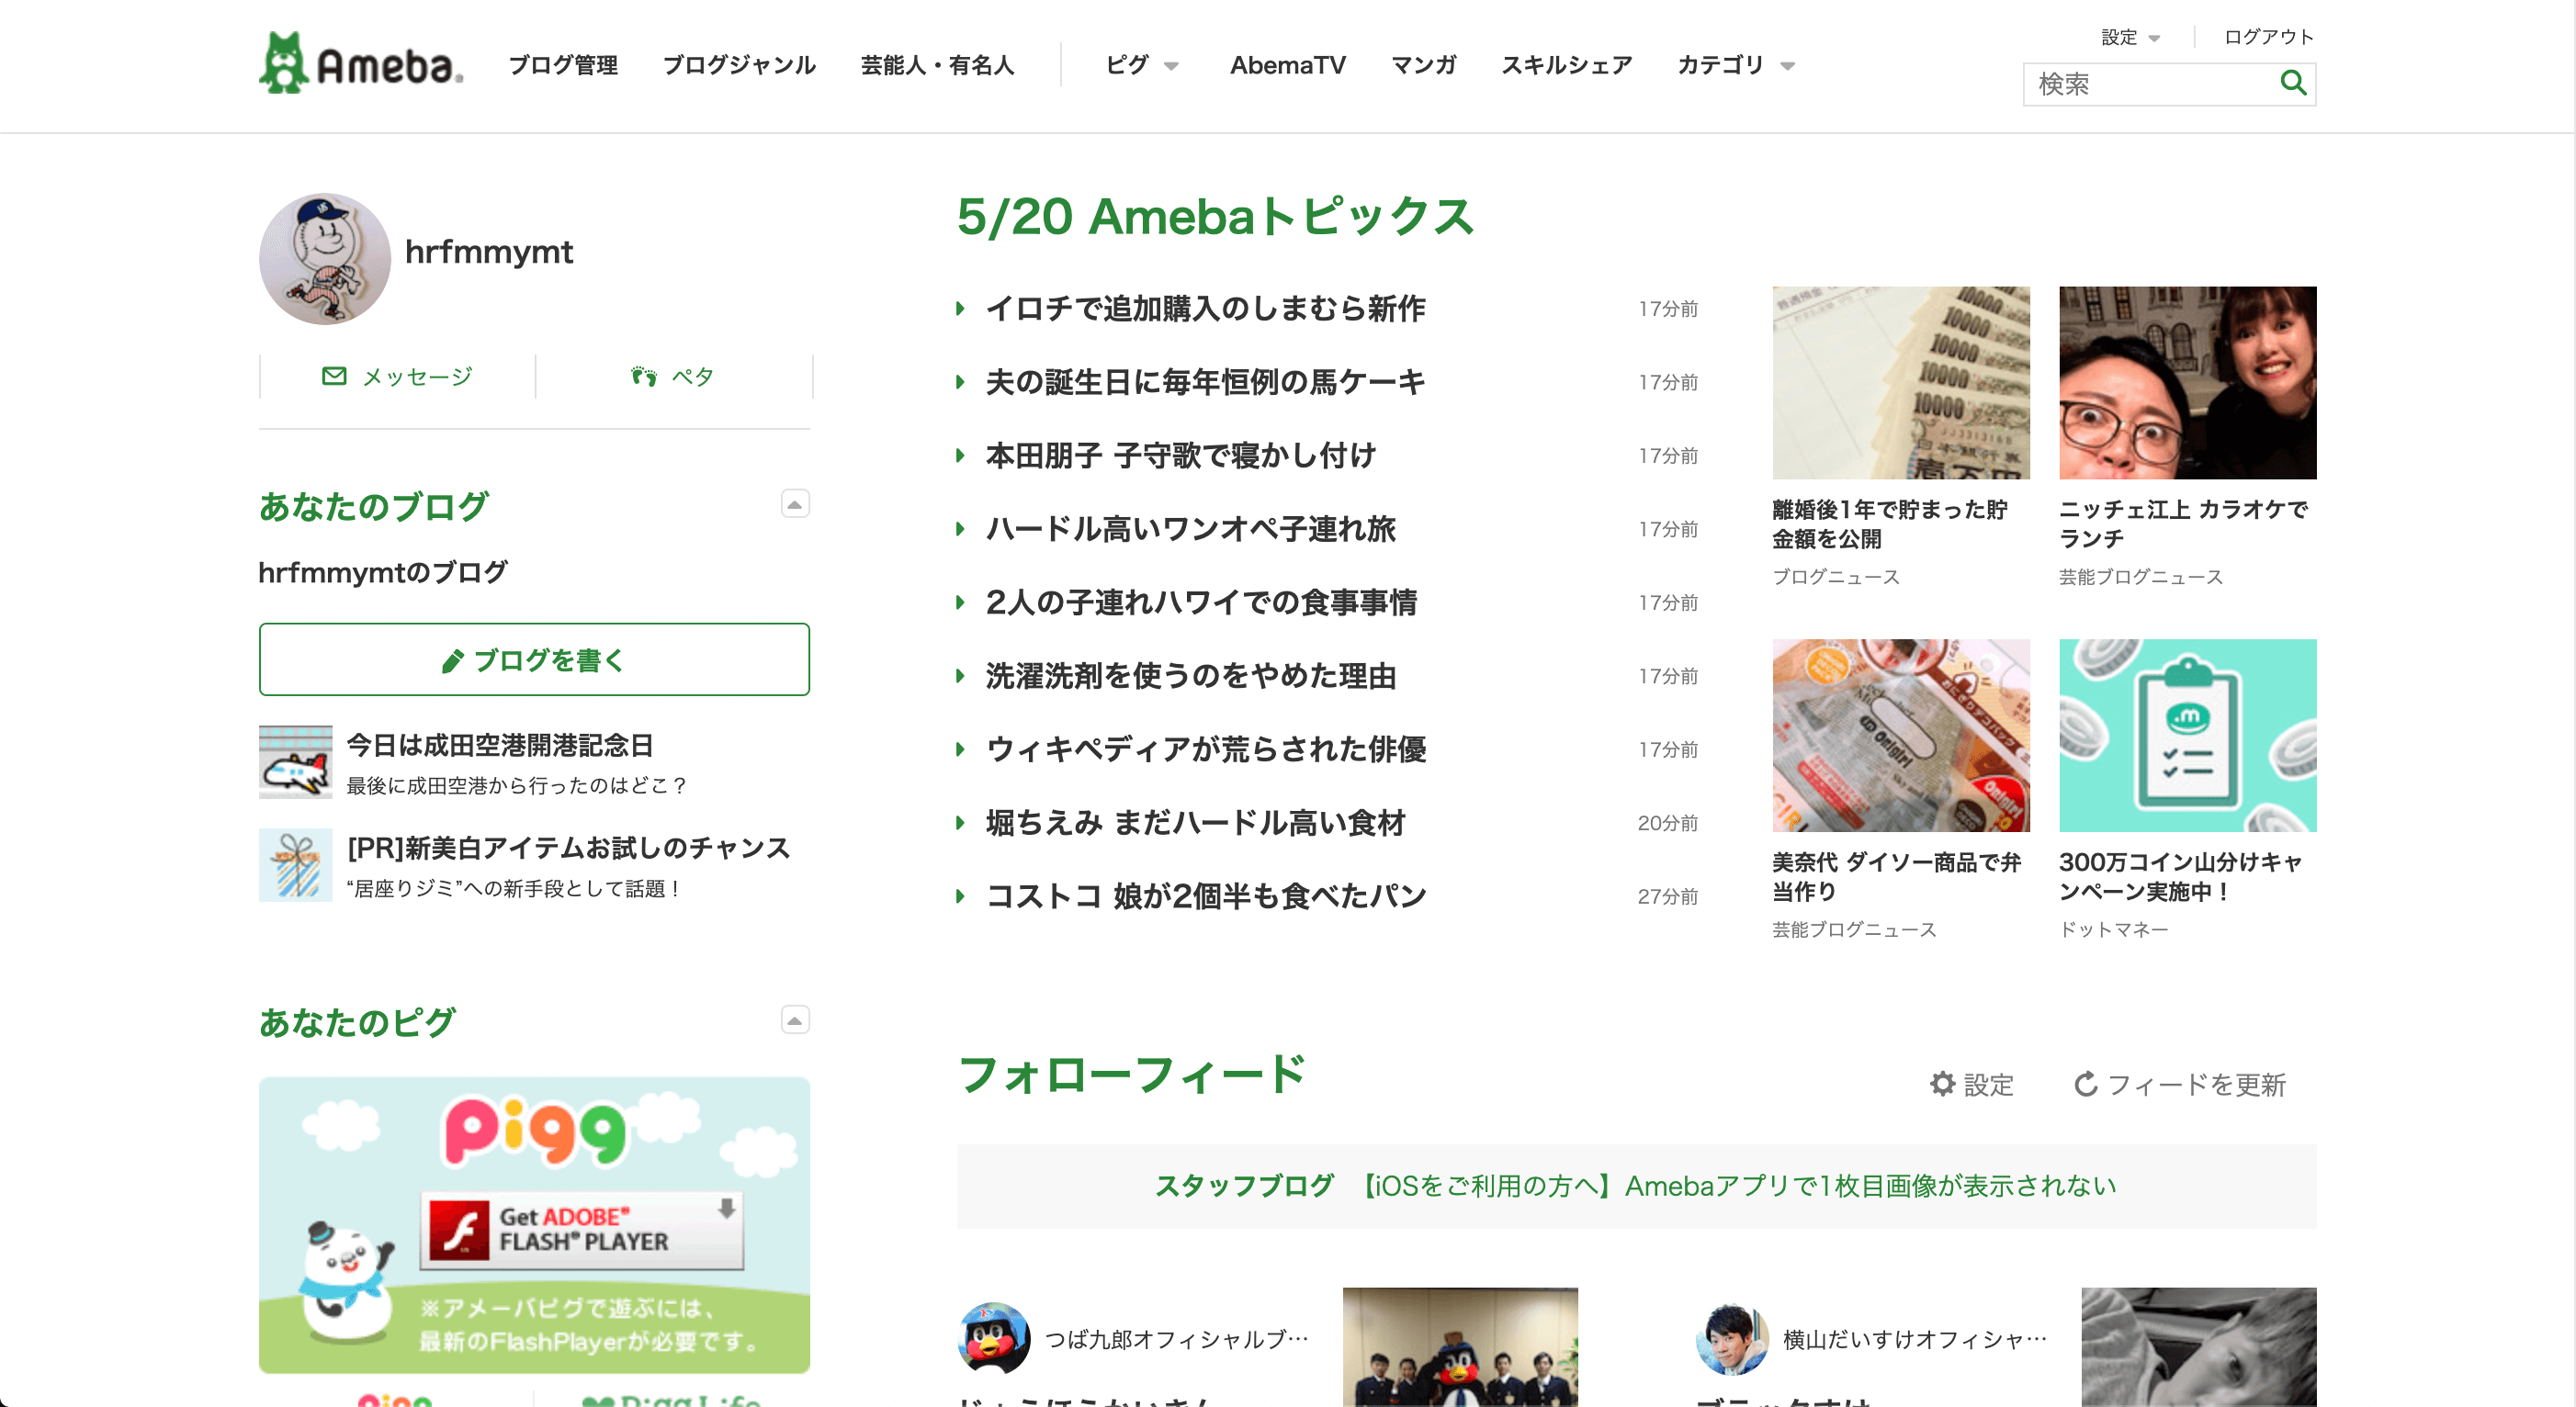 Ameba
ブログ管理
ブログジャンル
芸能人・有名人
ピグ
AbemaTV
マンガ
スキルシェア
カテゴリ
設定
ログアウト
検索
hrfmmymt
メッセージ
ペタ
あなたのブログ
hrfmmymtのブログ
ブログを書く
今日は成田空港開港記念日
最後に成田空港から行ったのはどこ？
[PR]新美白アイテムお試しのチャンス
“居座りジミ”への新手段として話題！
あなたのピグ
pigg
Get ADOBE®
FLASH® PLAYER
※アメーバピグで遊ぶには、
最新のFlashPlayerが必要です。
5/20 Amebaトピックス
イロチで追加購入のしまむら新作 17分前
夫の誕生日に毎年恒例の馬ケーキ 17分前
本田朋子 子守歌で寝かし付け 17分前
ハードル高いワンオペ子連れ旅 17分前
2人の子連れハワイでの食事事情 17分前
洗濯洗剤を使うのをやめた理由 17分前
ウィキペディアが荒らされた俳優 17分前
堀ちえみ まだハードル高い食材 20分前
コストコ 娘が2個半も食べたパン 27分前
10000
10000
10000
10000
10000
離婚後1年で貯まった貯
金額を公開
ブログニュース
ニッチェ江上 カラオケで
ランチ
芸能ブログニュース
Onigiri
Onigiri
美奈代 ダイソー商品で弁
当作り
芸能ブログニュース
.m
300万コイン山分けキャ
ンペーン実施中！
ドットマネー
フォローフィード
設定
フィードを更新
スタッフブログ 【iOSをご利用の方へ】Amebaアプリで1枚目画像が表示されない
つば九郎オフィシャルブ…
横山だいすけオフィシャ…